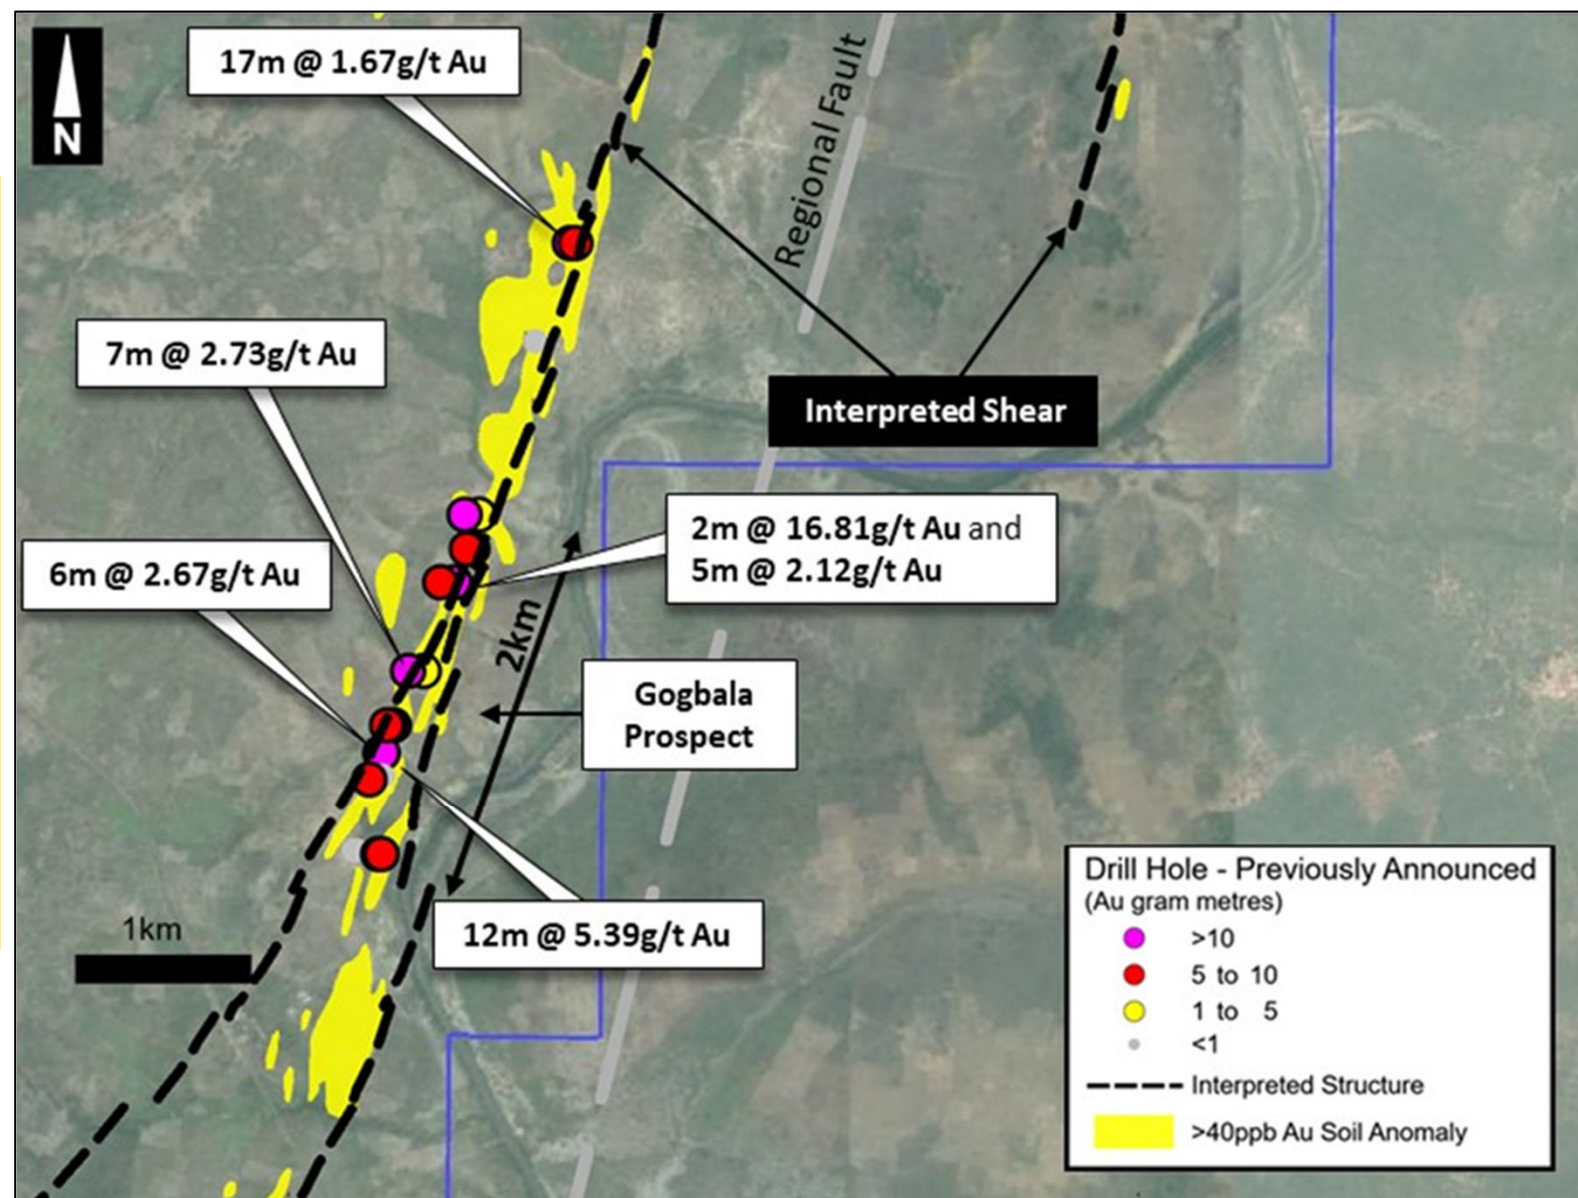 N
17m @ 1.67g/t Au
Regional Fault
7m @ 2.73g/t Au
Interpreted Shear
2m @ 16.81g/t Au and
5m @ 2.12g/t Au
6m @ 2.67g/t Au
2km
Gogbala
Prospect
12m @ 5.39g/t Au
1km
Drill Hole - Previously Announced
(Au gram metres)
>10
5 to 10
1 to 5
<1
Interpreted Structure
>40ppb Au Soil Anomaly